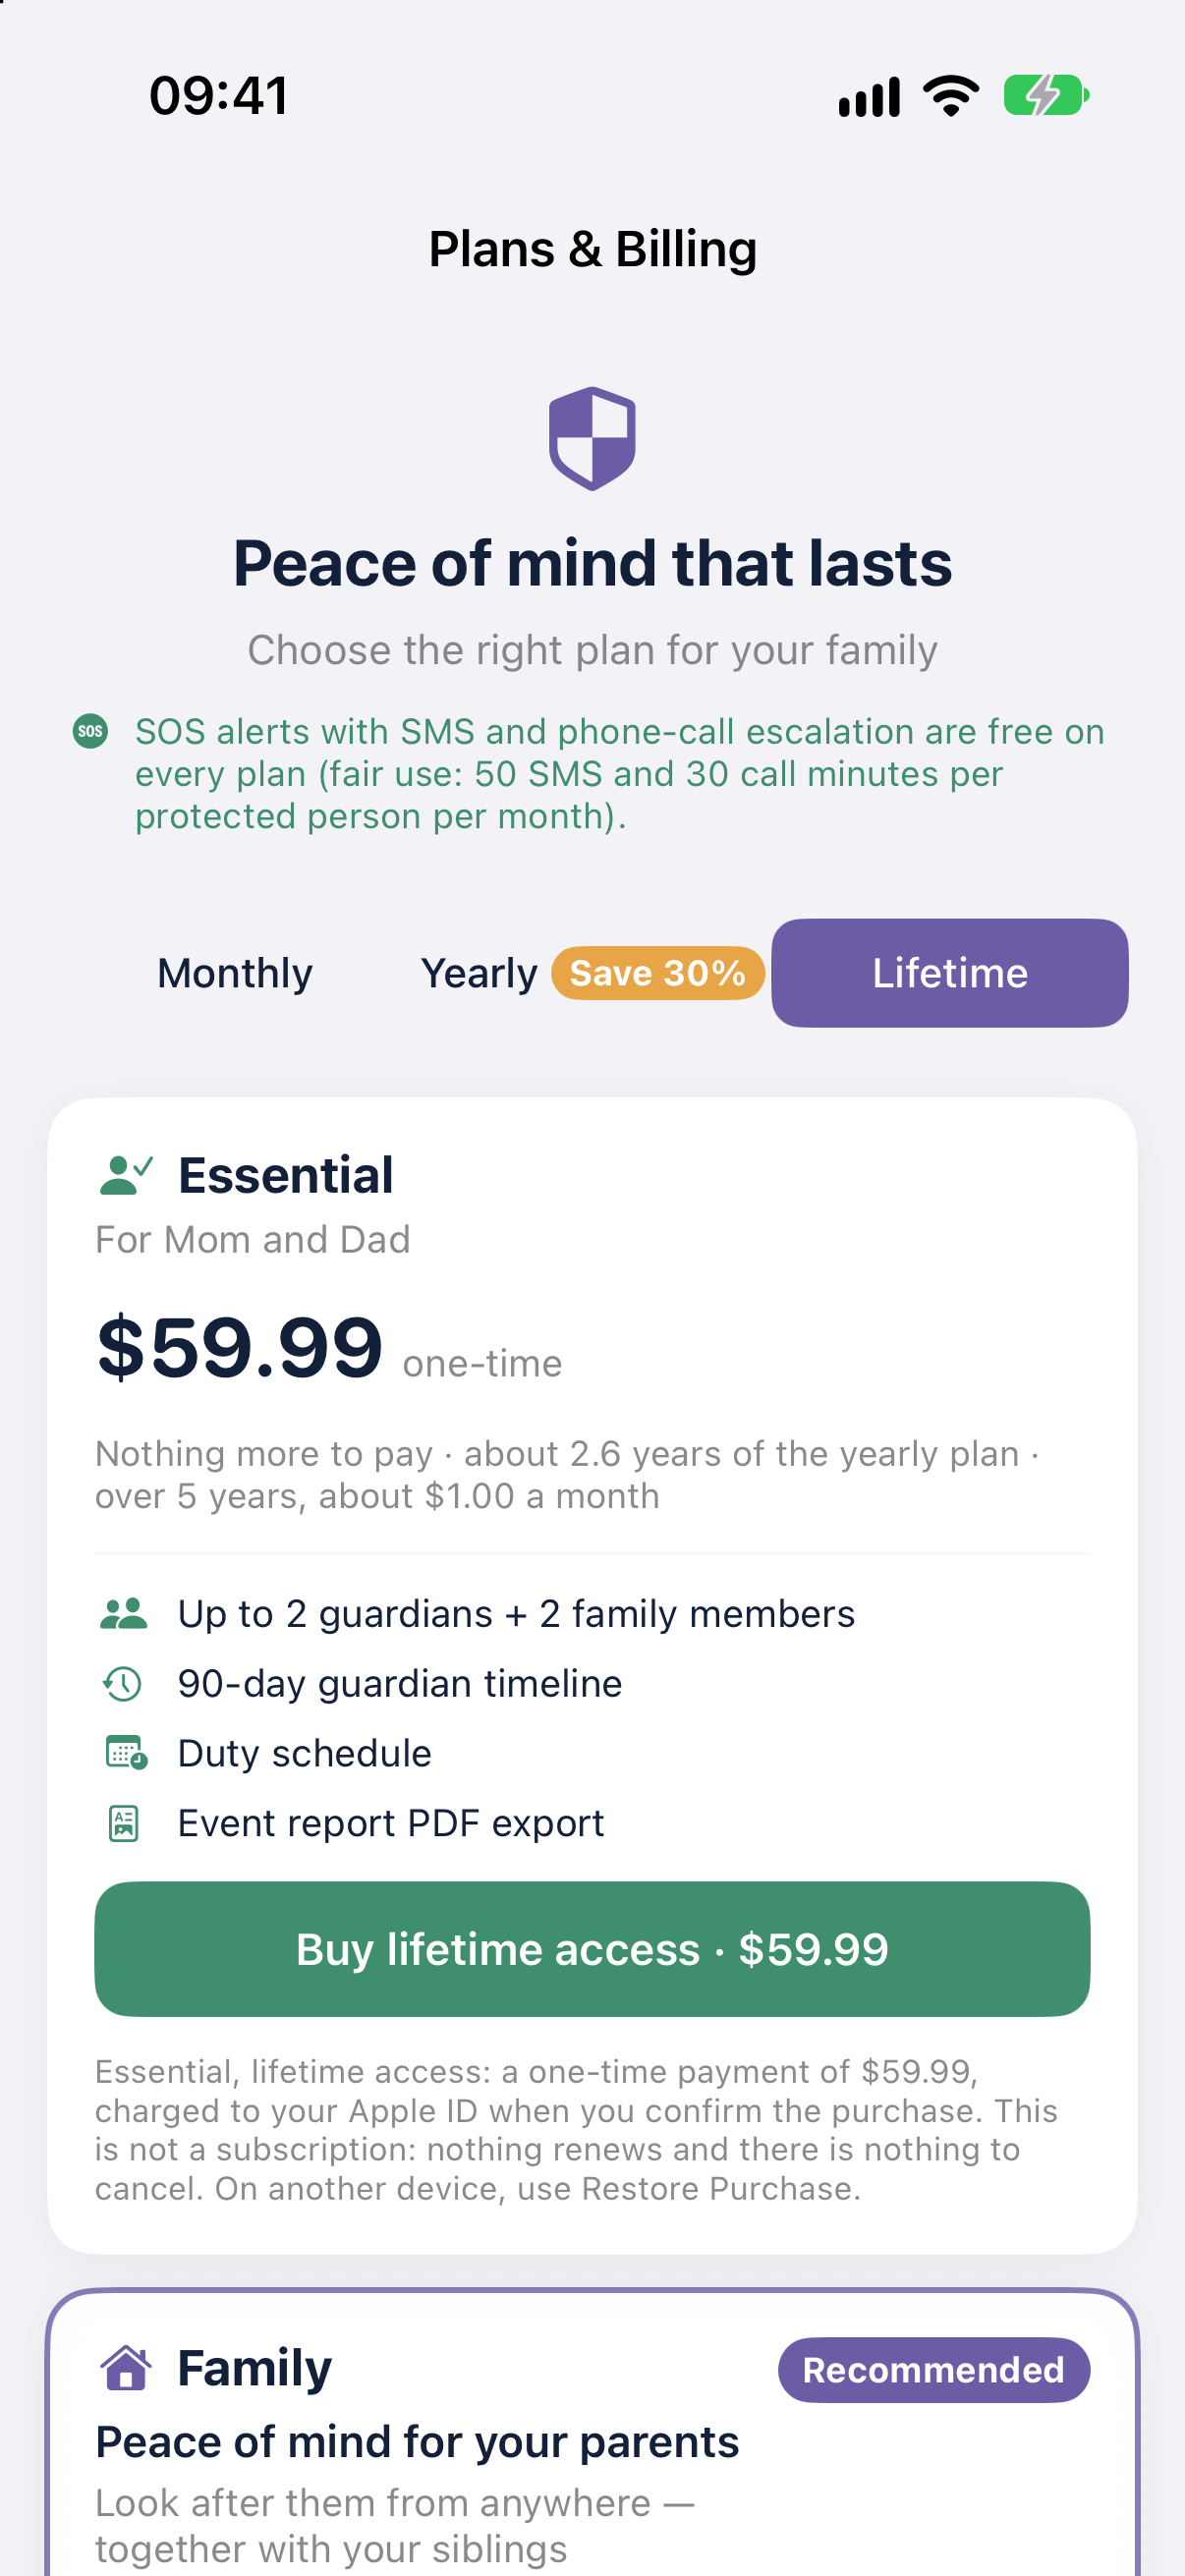 09:41
Plans & Billing
Peace of mind that lasts
Choose the right plan for your family
SOS
SOS alerts with SMS and phone-call escalation are free on
every plan (fair use: 50 SMS and 30 call minutes per
protected person per month).
Monthly
Yearly
Save 30%
Lifetime
Essential
For Mom and Dad
$59.99 one-time
Nothing more to pay · about 2.6 years of the yearly plan ·
over 5 years, about $1.00 a month
Up to 2 guardians + 2 family members
90-day guardian timeline
Duty schedule
Event report PDF export
Buy lifetime access · $59.99
Essential, lifetime access: a one-time payment of $59.99,
charged to your Apple ID when you confirm the purchase. This
is not a subscription: nothing renews and there is nothing to
cancel. On another device, use Restore Purchase.
Family
Recommended
Peace of mind for your parents
Look after them from anywhere —
together with your siblings